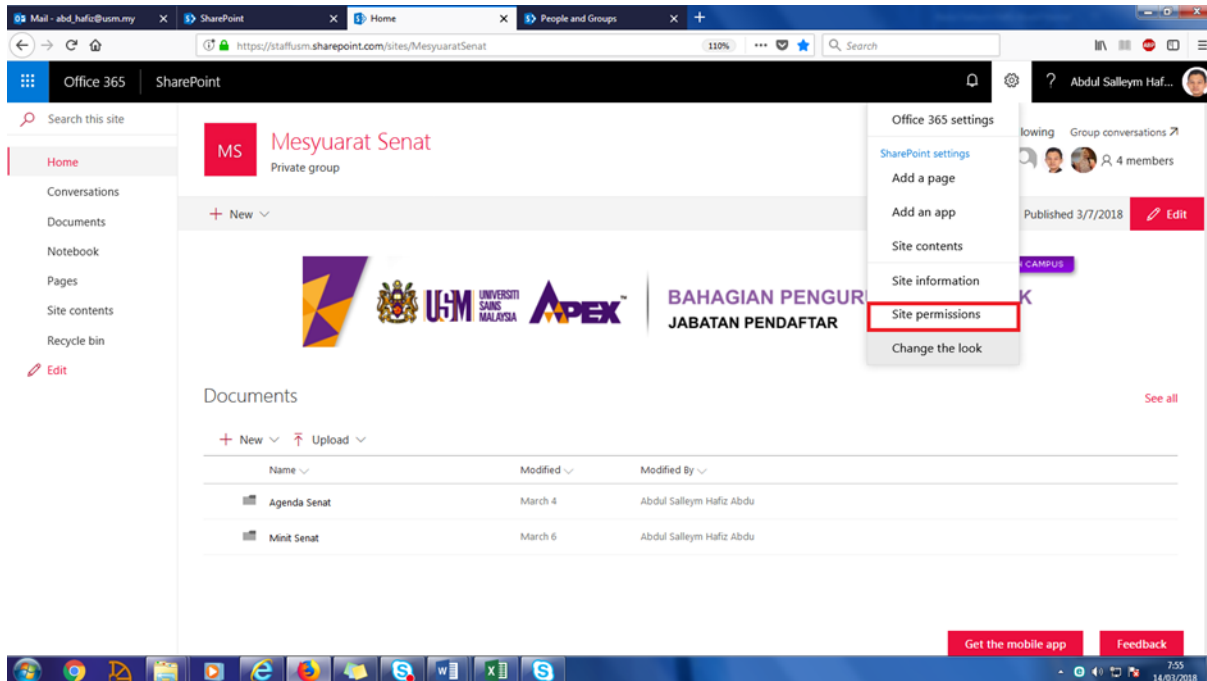 Mail - abd_hafiz@usm.my
SharePoint
Home
People and Groups
https://staffusm.sharepoint.com/sites/MesyuaratSenat
110%
Search
Office 365
SharePoint
?
Abdul Salleym Haf...
Search this site
Home
Conversations
Documents
Notebook
Pages
Site contents
Recycle bin
Edit
MS
Mesyuarat Senat
Private group
Group conversations
4 members
New
Published 3/7/2018
Edit
Office 365 settings
SharePoint settings
Add a page
Add an app
Site contents
Site information
Site permissions
Change the look
USM
UNIVERSITI
SAINS
MALAYSIA
APEX™
BAHAGIAN
JABATAN PENDAFTAR
CAMPUS
Documents
See all
New Upload
Name Modified Modified By
Agenda Senat March 4 Abdul Salleym Hafiz Abdu
Minit Senat March 6 Abdul Salleym Hafiz Abdu
Get the mobile app
Feedback
7:55
14/03/2018